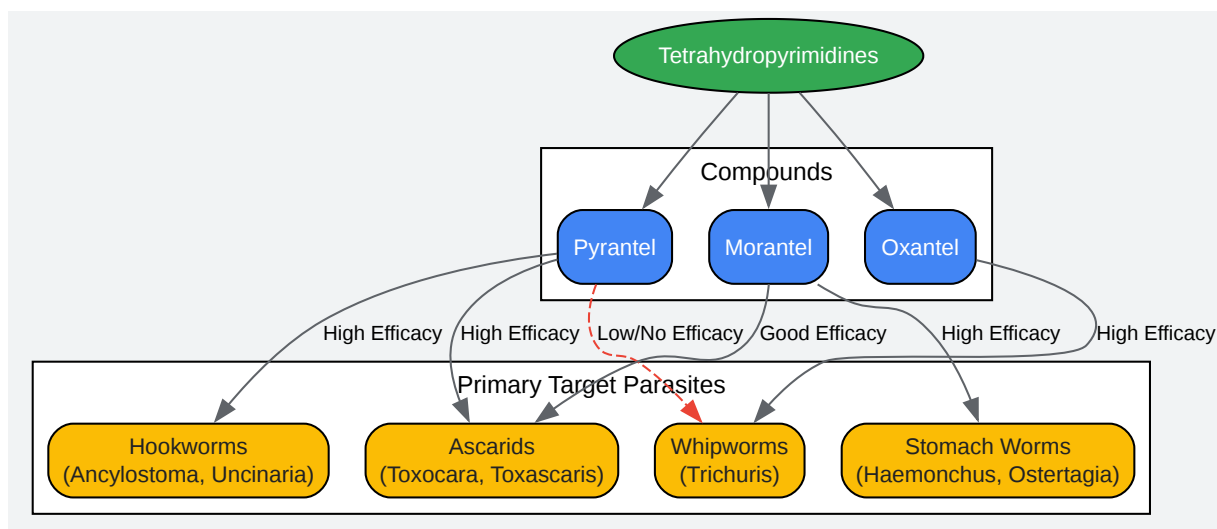 Tetrahydropyrimidines
Compounds
Pyrantel
Morantel
Oxantel
High Efficacy
High Efficacy
Low/No Efficacy
Good Efficacy
High Efficacy
High Efficacy
Primary Target Parasites
Hookworms
(Ancylostoma, Uncinaria)
Ascarids
(Toxocara, Toxascaris)
Whipworms
(Trichuris)
Stomach Worms
(Haemonchus, Ostertagia)